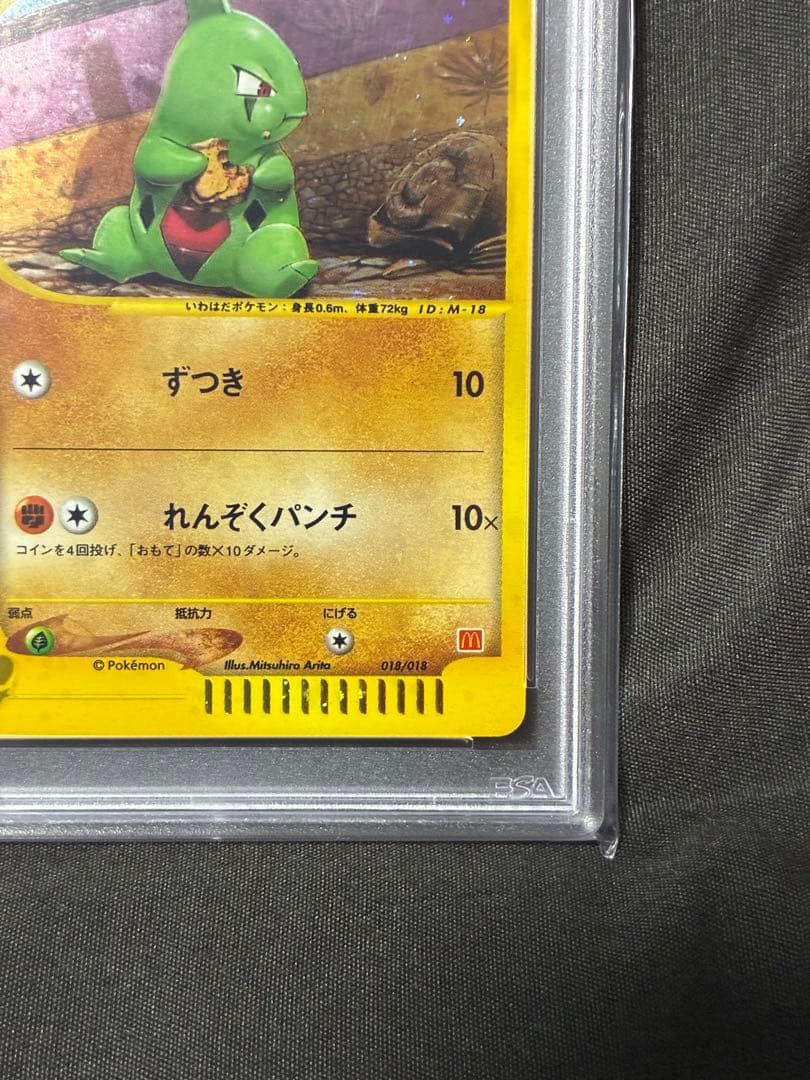 いわはだポケモン：身長0.6m、体重72kg ID:M-18
ずつき 10
れんぞくパンチ 10×
コインを4回投げ、「おもて」の数×10ダメージ。
弱点 抵抗力 にげる
© Pokémon Illus.Mitsuhiro Arita 018/018